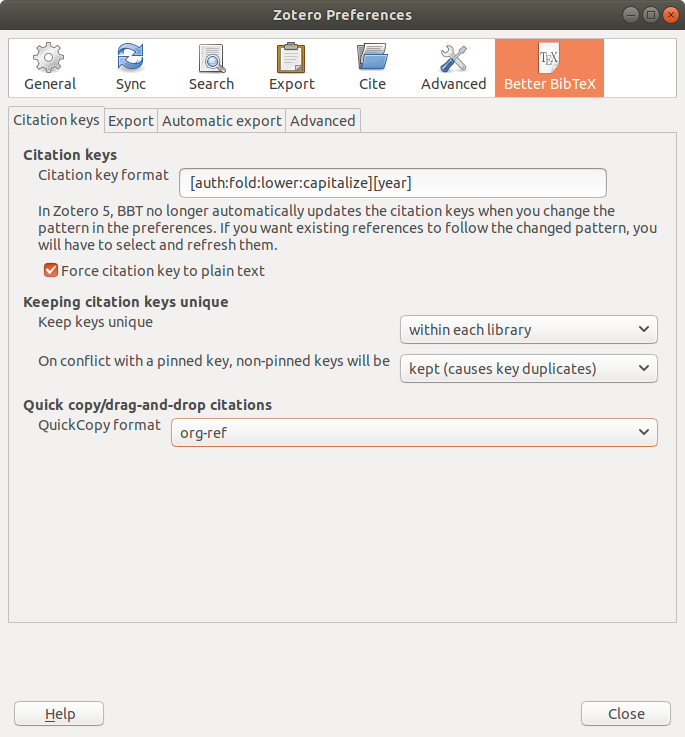 Zotero Preferences
General Sync Search Export Cite Advanced Better BibTeX
Citation keys Export Automatic export Advanced
Citation keys
Citation key format [auth:fold:lower:capitalize][year]
In Zotero 5, BBT no longer automatically updates the citation keys when you change the
pattern in the preferences. If you want existing references to follow the changed pattern, you
will have to select and refresh them.
Force citation key to plain text
Keeping citation keys unique
Keep keys unique within each library
On conflict with a pinned key, non-pinned keys will be kept (causes key duplicates)
Quick copy/drag-and-drop citations
QuickCopy format org-ref
Help Close